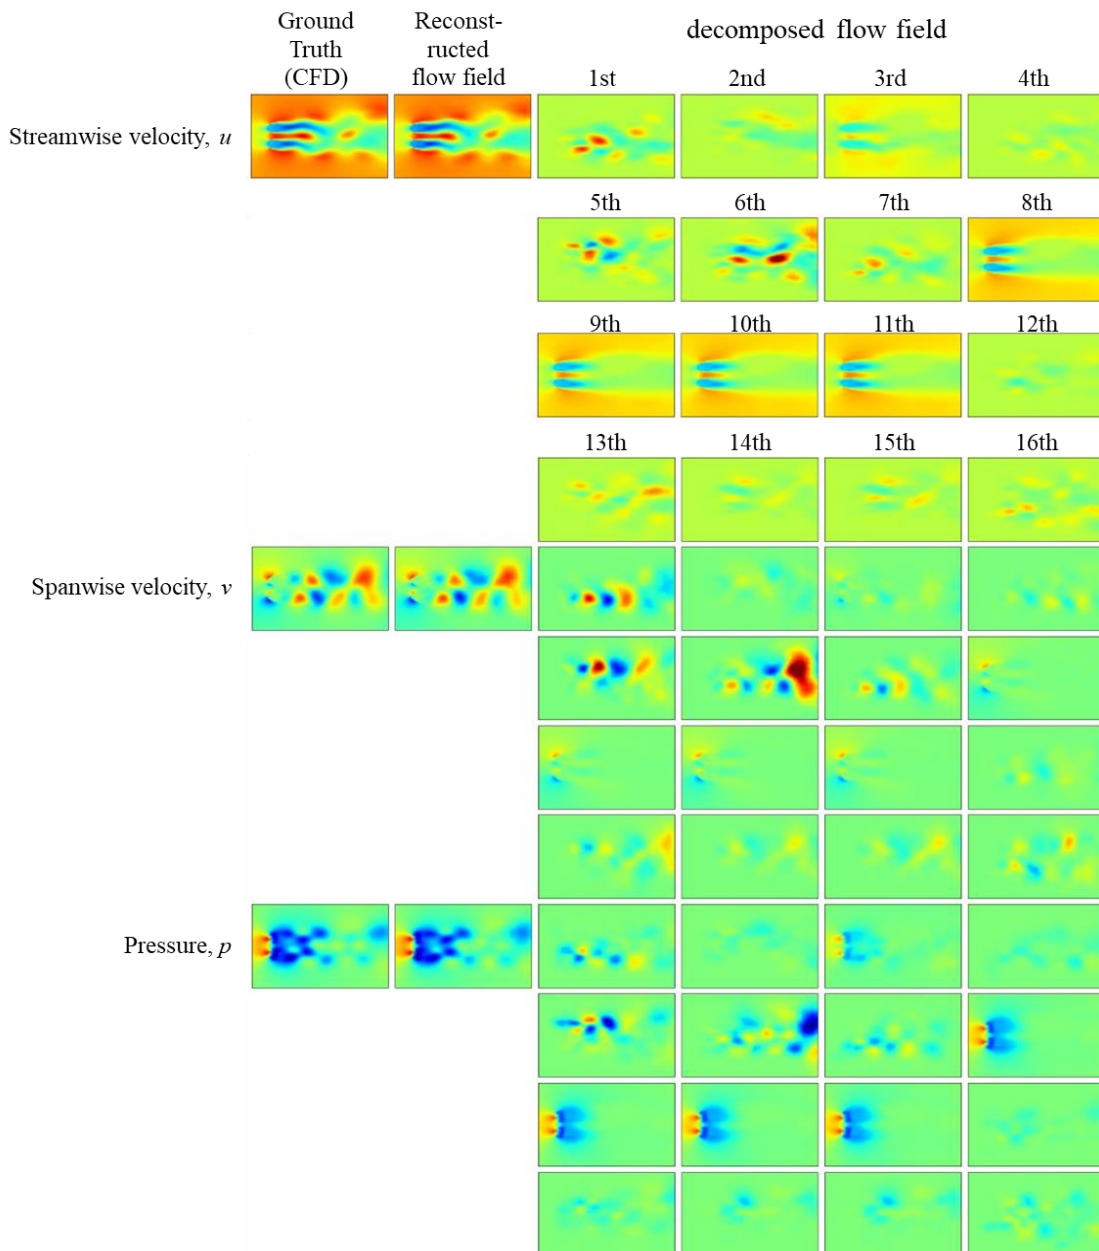 Ground
Truth
(CFD)
Reconst-
ructed
flow field
decomposed flow field
1st 2nd 3rd 4th
Streamwise velocity, u
5th 6th 7th 8th
9th 10th 11th 12th
13th 14th 15th 16th
Spanwise velocity, v
Pressure, p